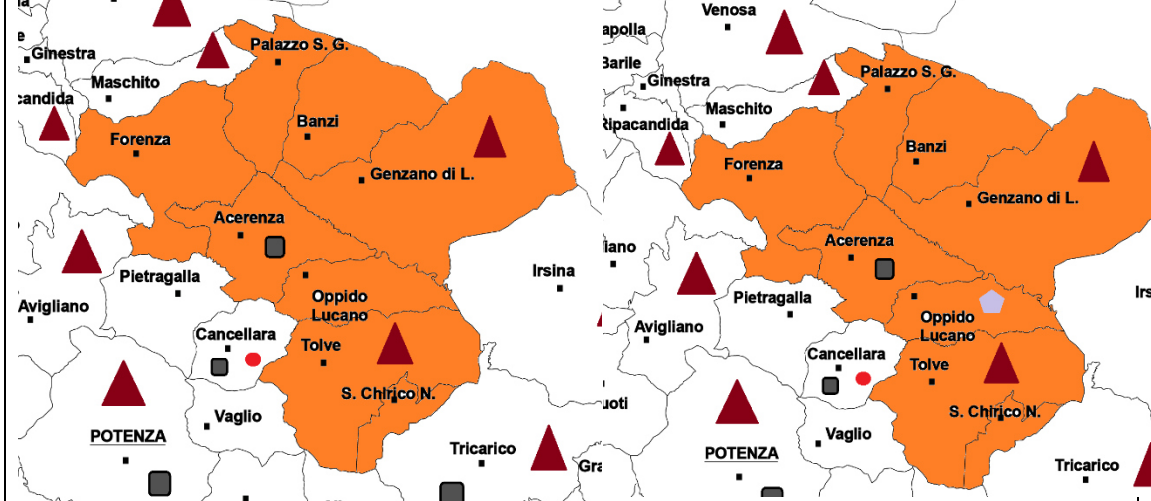 Palazzo S. G.
Ginestra
Maschito
candida
Banzi
Forenza
Genzano di L.
Acerenza
Pietragalla
Irsina
Avigliano
Oppido
Lucano
Cancellara
Tolve
S. Chirico N.
Vaglio
POTENZA
Tricarico
Gra
Venosa
apolla
Barile
Ginestra
Palazzo S. G.
Maschito
Ripacandida
Banzi
Forenza
Genzano di L.
Acerenza
iano
Pietragalla
Irs
Avigliano
Oppido
Lucano
Cancellara
Tolve
uoti
S. Chirico N.
Vaglio
POTENZA
Tricarico